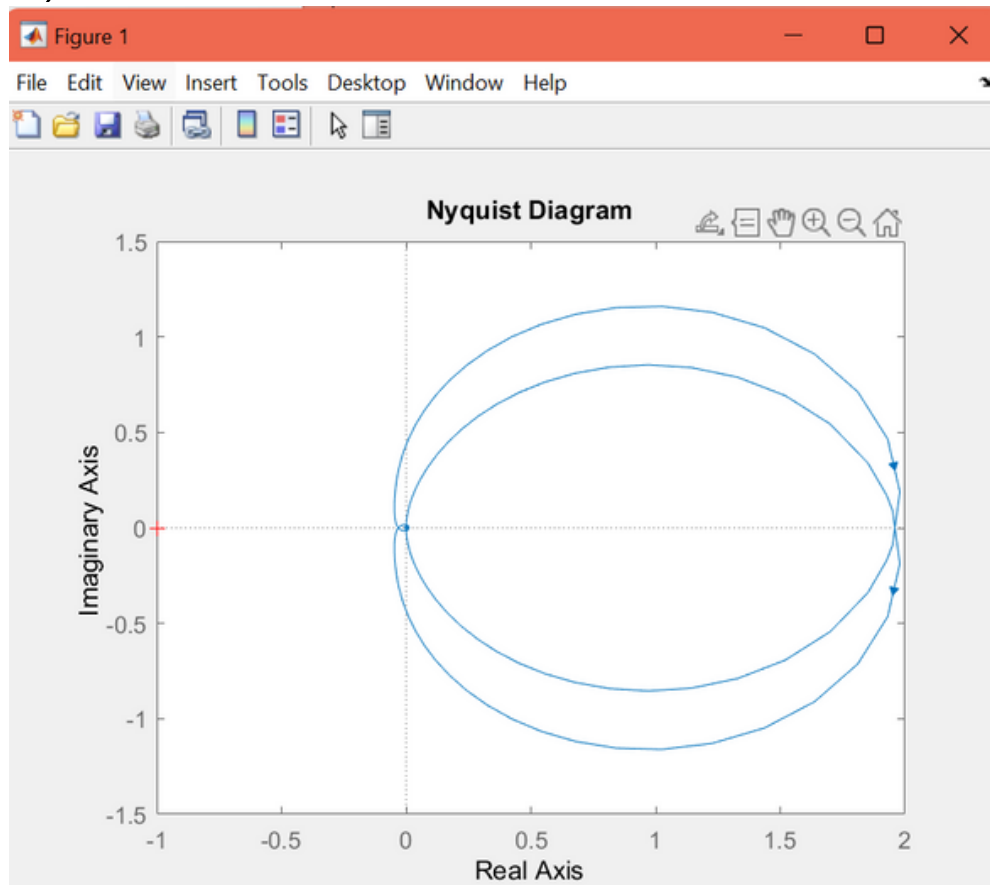 Figure 1
File Edit View Insert Tools Desktop Window Help
Nyquist Diagram
1.5
1
0.5
0
-0.5
-1
-1.5
Imaginary Axis
-1 -0.5 0 0.5 1 1.5 2
Real Axis